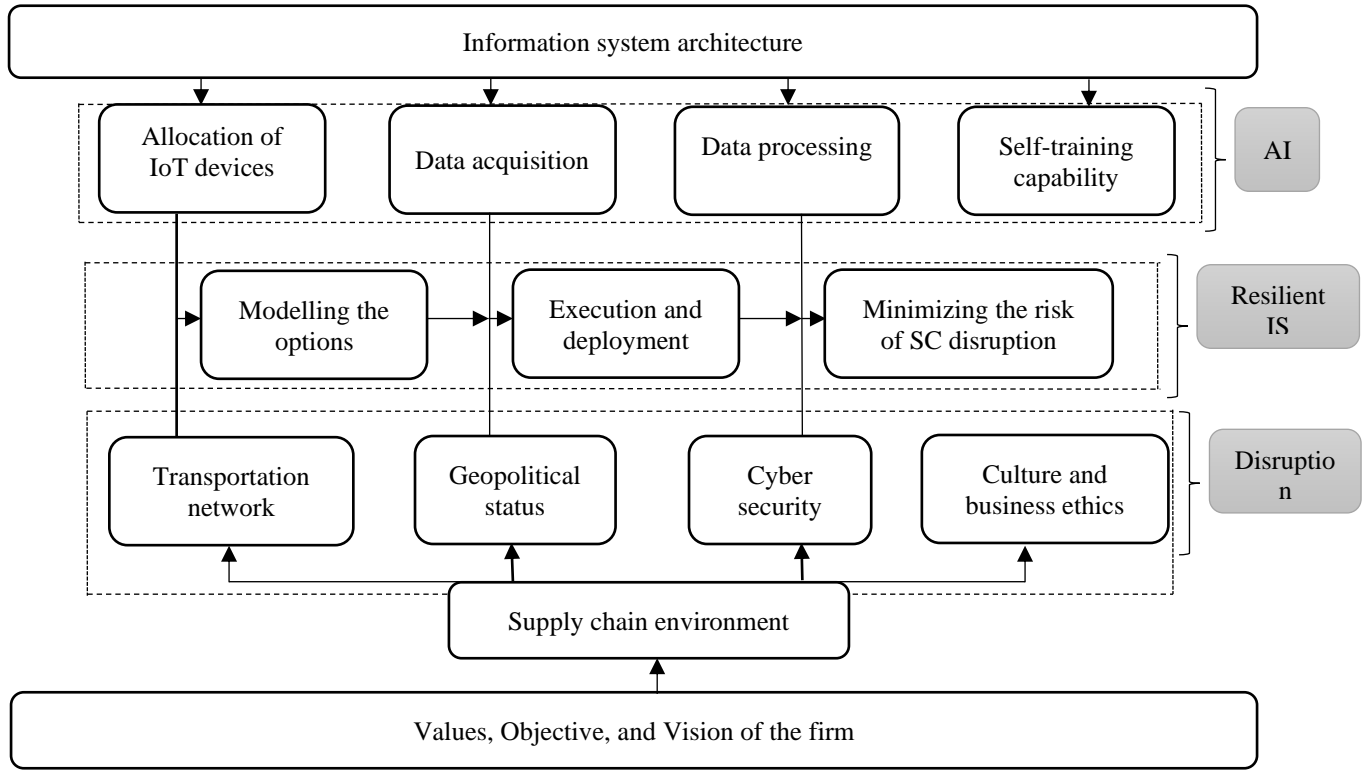 Information system architecture
Allocation of
IoT devices
Data acquisition
Data processing
Self-training
capability
AI
Modelling the
options
Execution and
deployment
Minimizing the risk
of SC disruption
Resilient
IS
Transportation
network
Geopolitical
status
Cyber
security
Culture and
business ethics
Disruptio
n
Supply chain environment
Values, Objective, and Vision of the firm